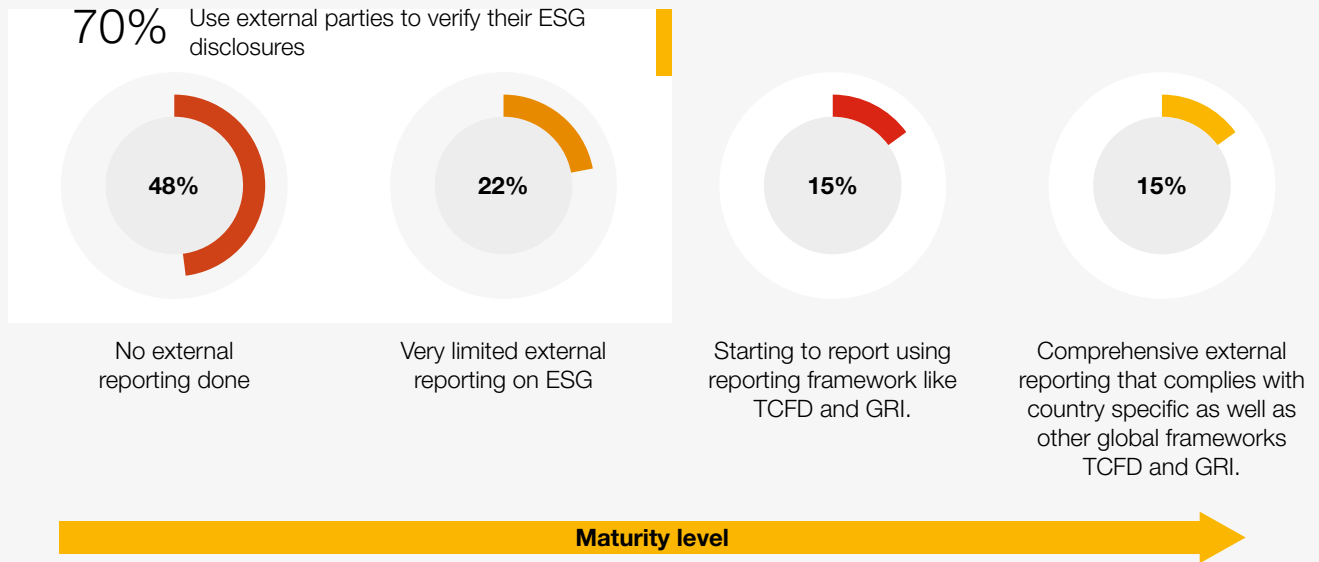 70% Use external parties to verify their ESG
disclosures
48%
22%
15%
15%
No external
reporting done
Very limited external
reporting on ESG
Starting to report using
reporting framework like
TCFD and GRI.
Comprehensive external
reporting that complies with
country specific as well as
other global frameworks
TCFD and GRI.
Maturity level